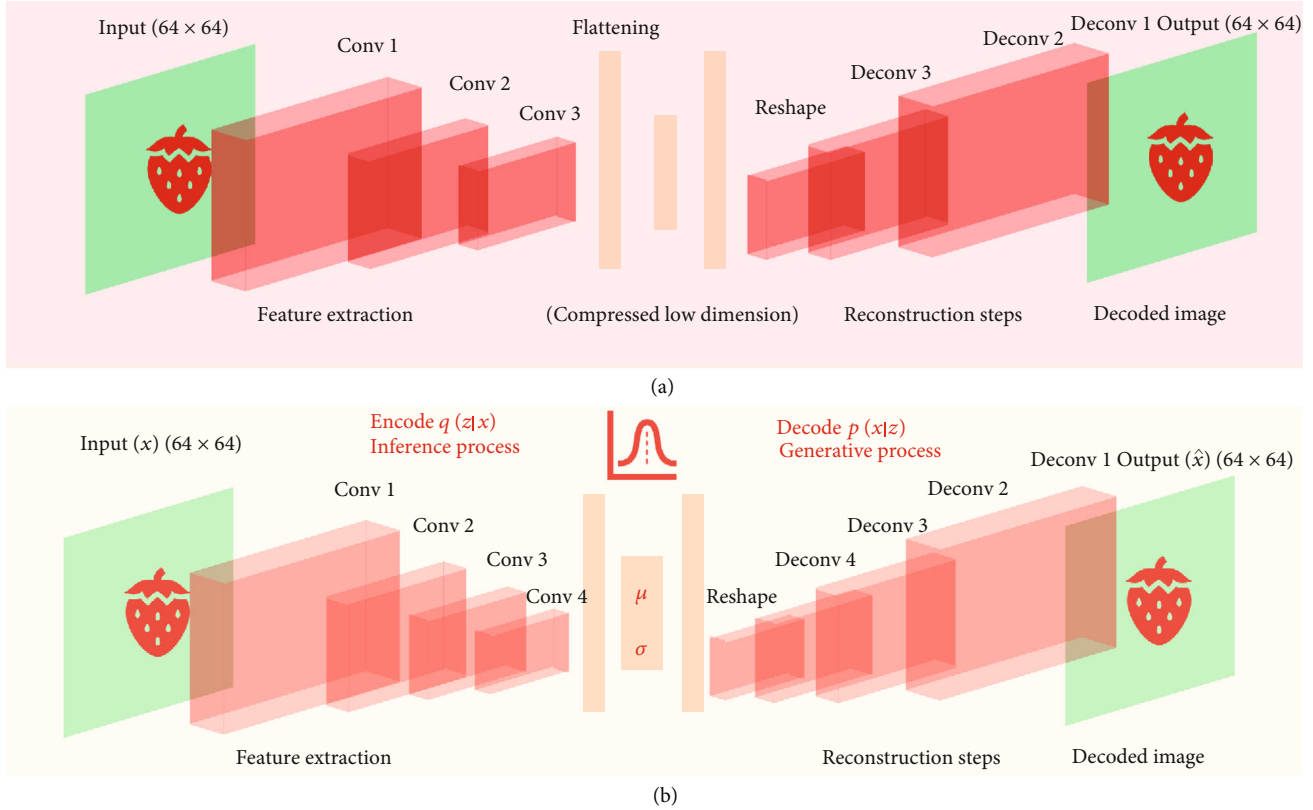 Input (64 × 64)
Conv 1
Conv 2
Conv 3
Flattening
Reshape
Deconv 3
Deconv 2
Deconv 1 Output (64 × 64)
Feature extraction
(Compressed low dimension)
Reconstruction steps
Decoded image
(a)
Input (x) (64 × 64)
Encode q (z|x)
Inference process
Decode p (x|z)
Generative process
Conv 1
Conv 2
Conv 3
Conv 4
μ
σ
Reshape
Deconv 4
Deconv 3
Deconv 2
Deconv 1 Output (x̂) (64 × 64)
Feature extraction
Reconstruction steps
Decoded image
(b)